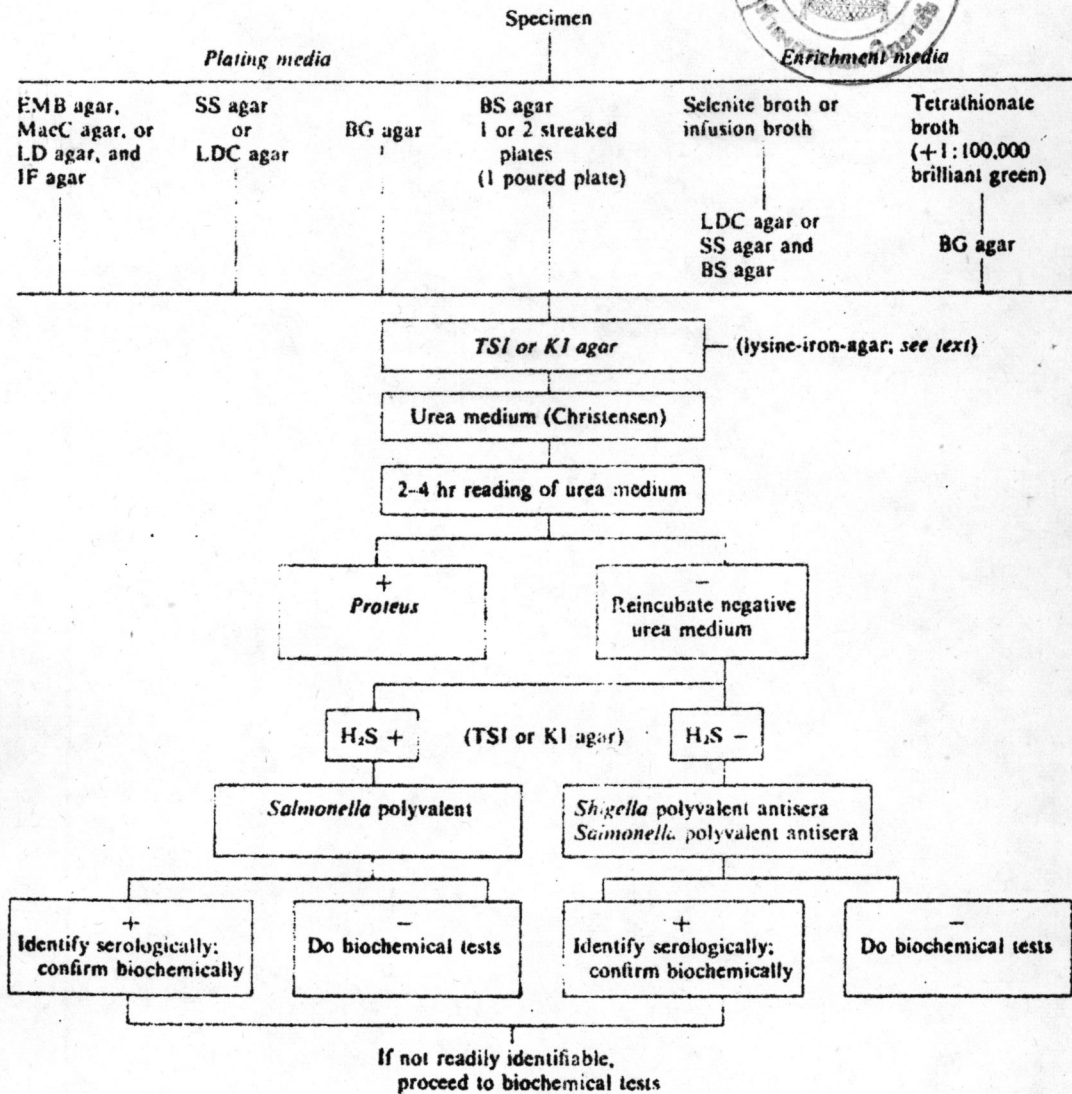 Specimen
Plating media
Enrichment media
EMB agar,
MacC agar, or
LD agar, and
IF agar
SS agar
or
LDC agar
BG agar
BS agar
1 or 2 streaked
plates
(1 poured plate)
Selenite broth or
infusion broth
LDC agar or
SS agar and
BS agar
Tetrathionate
broth
(+1:100,000
brilliant green)
BG agar
TSI or KI agar
(lysine-iron-agar; see text)
Urea medium (Christensen)
2-4 hr reading of urea medium
+
Proteus
−
Reincubate negative
urea medium
H₂S +
(TSI or KI agar)
H₂S −
Salmonella polyvalent
Shigella polyvalent antisera
Salmonella polyvalent antisera
+
Identify serologically;
confirm biochemically
−
Do biochemical tests
+
Identify serologically;
confirm biochemically
−
Do biochemical tests
If not readily identifiable,
proceed to biochemical tests